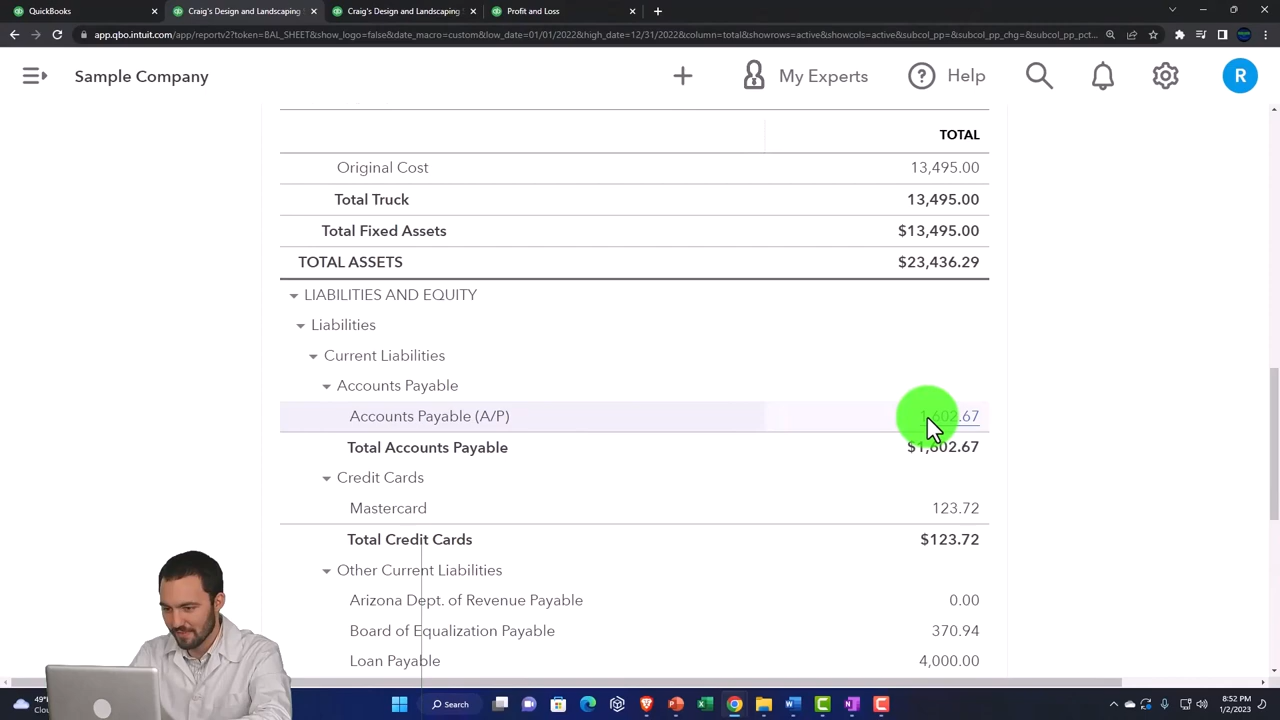 QuickBooks
Craig's Design and Landscaping
Craig's Design and Landscaping
Profit and Loss
app.qbo.intuit.com/app/reportv2?token=BAL_SHEET&show_logo=false&date_macro=custom&low_date=01/01/2022&high_date=12/31/2022&column=total&showrows=active&showcols=active&subcol_pp=&subcol_pp_chg=&subcol_pp_pct...
Sample Company
My Experts
Help
R
TOTAL
Original Cost 13,495.00
Total Truck 13,495.00
Total Fixed Assets $13,495.00
TOTAL ASSETS $23,436.29
LIABILITIES AND EQUITY
Liabilities
Current Liabilities
Accounts Payable
Accounts Payable (A/P) 1,602.67
Total Accounts Payable $1,602.67
Credit Cards
Mastercard 123.72
Total Credit Cards $123.72
Other Current Liabilities
Arizona Dept. of Revenue Payable 0.00
Board of Equalization Payable 370.94
Loan Payable 4,000.00
Search
8:52 PM
1/2/2023